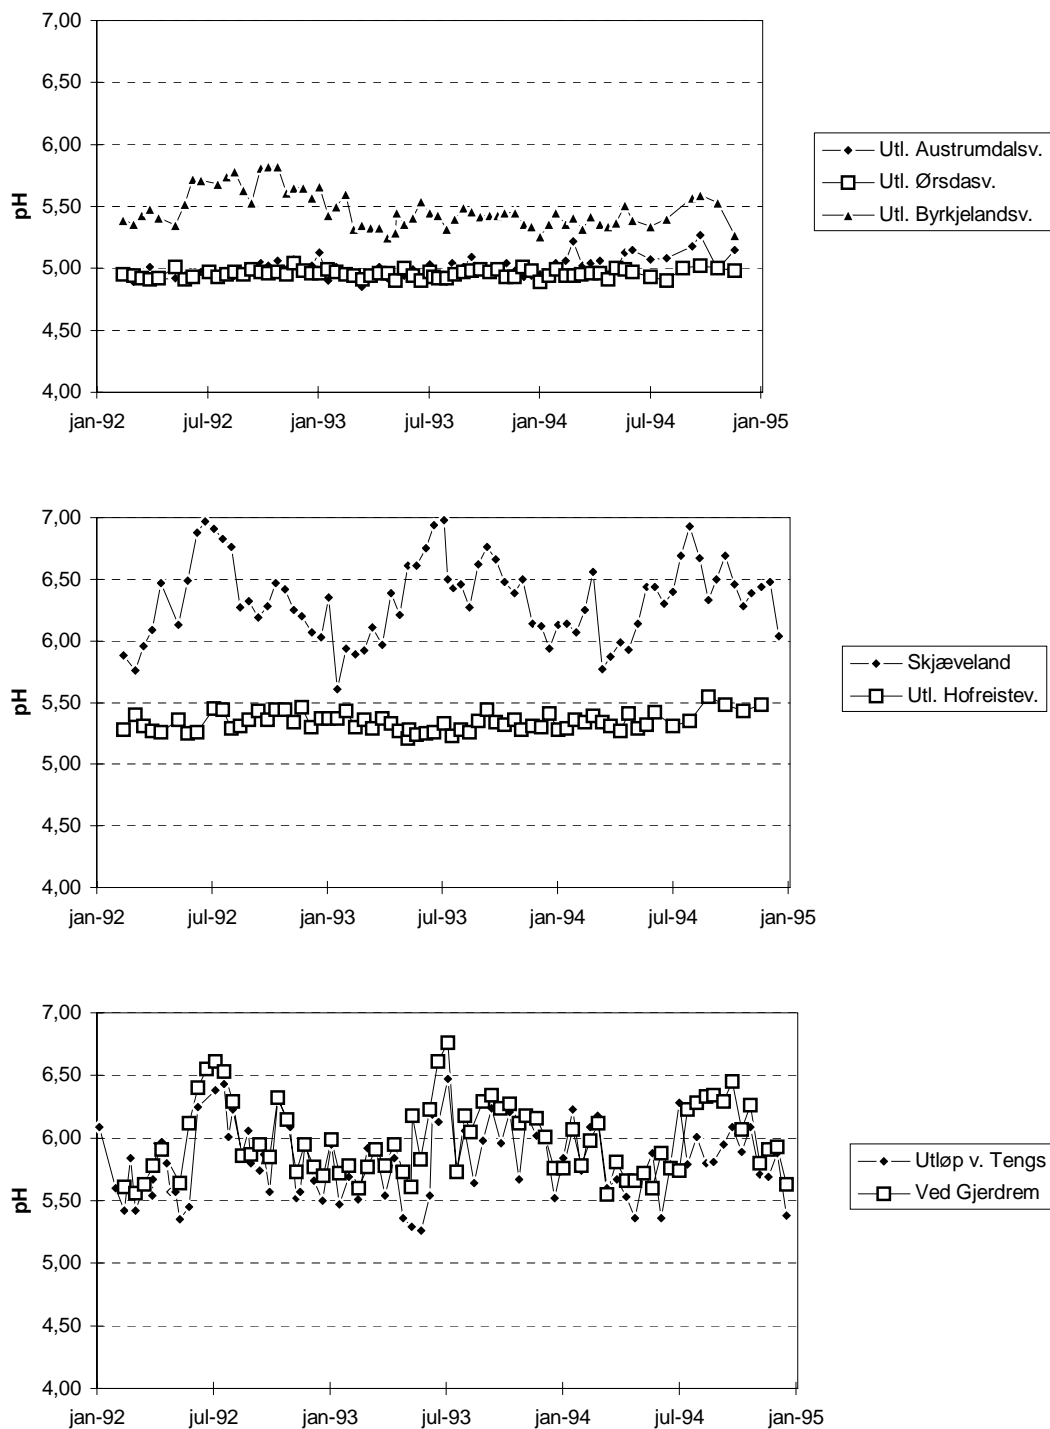 7,00
6,50
6,00
5,50
5,00
4,50
4,00
pH
jan-92 jul-92 jan-93 jul-93 jan-94 jul-94 jan-95
Utl. Austrumdalsv.
Utl. Ørsdasv.
Utl. Byrkjelandsv.
7,00
6,50
6,00
5,50
5,00
4,50
4,00
pH
jan-92 jul-92 jan-93 jul-93 jan-94 jul-94 jan-95
Skjæveland
Utl. Hofreistev.
7,00
6,50
6,00
5,50
5,00
4,50
4,00
pH
jan-92 jul-92 jan-93 jul-93 jan-94 jul-94 jan-95
Utløp v. Tengs
Ved Gjerdrem